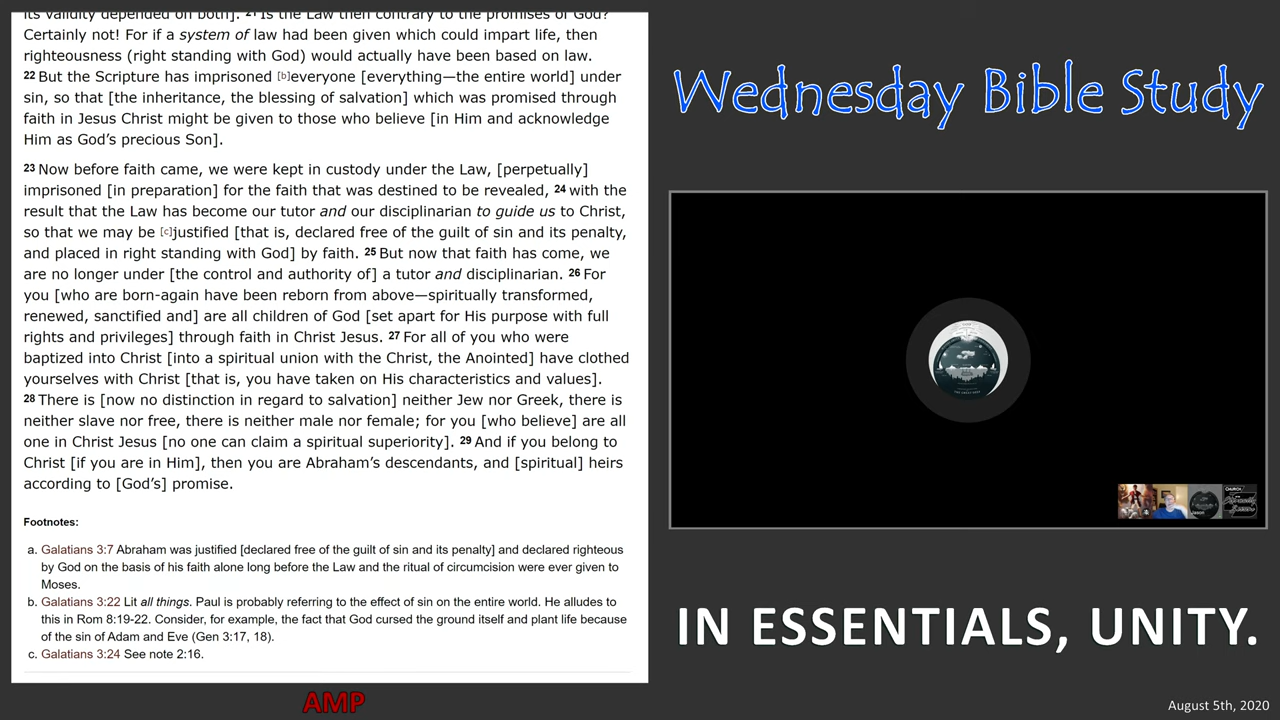 its validity depended on both]. 21 Is the Law then contrary to the promises of God?
Certainly not! For if a system of law had been given which could impart life, then
righteousness (right standing with God) would actually have been based on law.
22 But the Scripture has imprisoned [b]everyone [everything—the entire world] under
sin, so that [the inheritance, the blessing of salvation] which was promised through
faith in Jesus Christ might be given to those who believe [in Him and acknowledge
Him as God's precious Son].
23 Now before faith came, we were kept in custody under the Law, [perpetually]
imprisoned [in preparation] for the faith that was destined to be revealed, 24 with the
result that the Law has become our tutor and our disciplinarian to guide us to Christ,
so that we may be [c]justified [that is, declared free of the guilt of sin and its penalty,
and placed in right standing with God] by faith. 25 But now that faith has come, we
are no longer under [the control and authority of] a tutor and disciplinarian. 26 For
you [who are born-again have been reborn from above—spiritually transformed,
renewed, sanctified and] are all children of God [set apart for His purpose with full
rights and privileges] through faith in Christ Jesus. 27 For all of you who were
baptized into Christ [into a spiritual union with the Christ, the Anointed] have clothed
yourselves with Christ [that is, you have taken on His characteristics and values].
28 There is [now no distinction in regard to salvation] neither Jew nor Greek, there is
neither slave nor free, there is neither male nor female; for you [who believe] are all
one in Christ Jesus [no one can claim a spiritual superiority]. 29 And if you belong to
Christ [if you are in Him], then you are Abraham's descendants, and [spiritual] heirs
according to [God's] promise.
Footnotes:
a. Galatians 3:7 Abraham was justified [declared free of the guilt of sin and its penalty] and declared righteous
by God on the basis of his faith alone long before the Law and the ritual of circumcision were ever given to
Moses.
b. Galatians 3:22 Lit all things. Paul is probably referring to the effect of sin on the entire world. He alludes to
this in Rom 8:19-22. Consider, for example, the fact that God cursed the ground itself and plant life because
of the sin of Adam and Eve (Gen 3:17, 18).
c. Galatians 3:24 See note 2:16.
AMP
Wednesday Bible Study
Jason
CHURCH
IN ESSENTIALS, UNITY.
August 5th, 2020